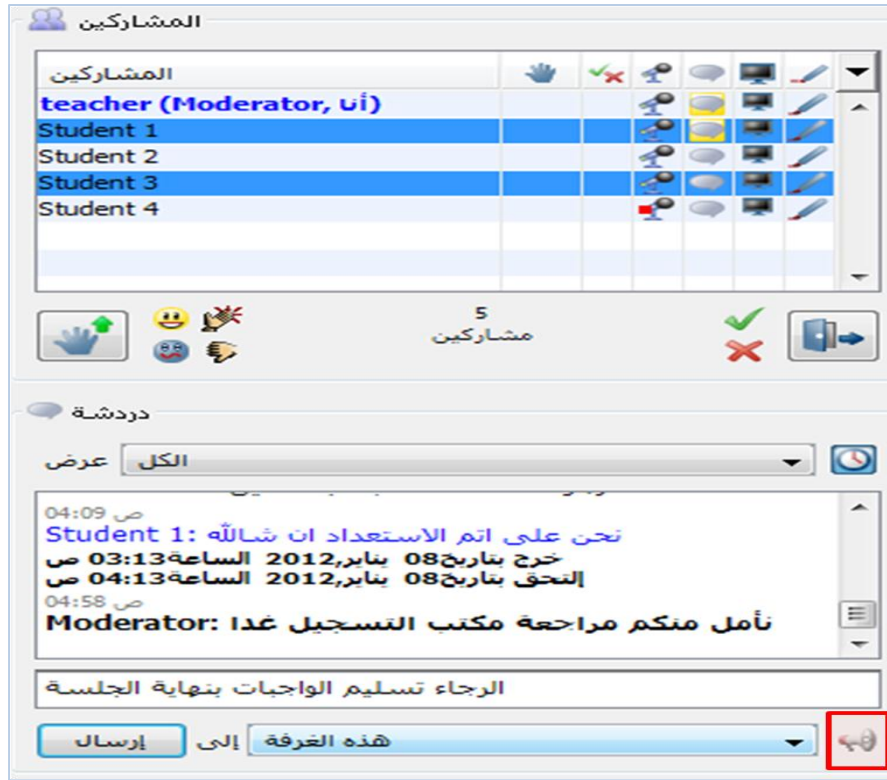 المشاركين
المشاركين
teacher (Moderator, أنا)
Student 1
Student 2
Student 3
Student 4
5
مشاركين
دردشة
عرض الكل
04:09 ص
Student 1: نحن على اتم الاستعداد ان شالله
خرج بتاريخ08 يناير,2012 الساعة03:13 ص
إلتحق بتاريخ08 يناير,2012 الساعة04:13 ص
04:58 ص
Moderator: نأمل منكم مراجعة مكتب التسجيل غدا
الرجاء تسليم الواجبات بنهاية الجلسة
إرسال إلى هذه الغرفة